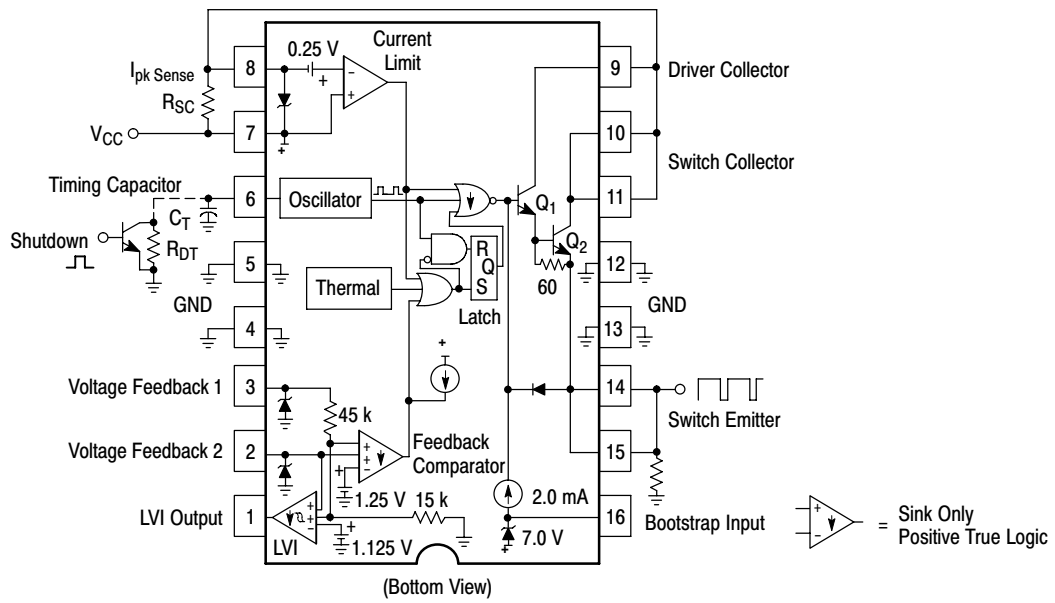 8
0.25 V
+
−
+
Current
Limit
9
Driver Collector
Ipk Sense
RSC
VCC
7
+
10
Switch Collector
Timing Capacitor
6
Oscillator
11
CT
Q1
Shutdown
RDT
Q2
5
R
Q
S
12
60
Thermal
Latch
GND
GND
4
13
+
Voltage Feedback 1
3
14
45 k
Switch Emitter
Voltage Feedback 2
2
+
+
−
Feedback
Comparator
15
1.25 V
15 k
2.0 mA
LVI Output
1
+
+
−
+
16
Bootstrap Input
LVI
1.125 V
7.0 V
+
+
−
= Sink Only
Positive True Logic
(Bottom View)